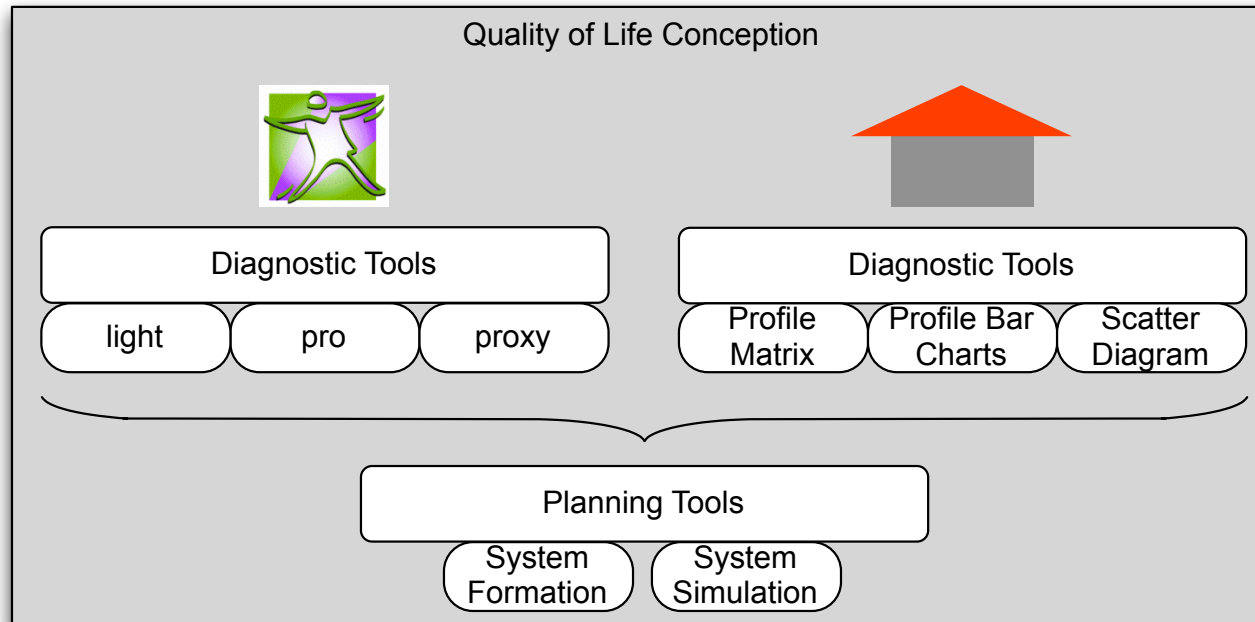 Quality of Life Conception
Diagnostic Tools
light
pro
proxy
Diagnostic Tools
Profile
Matrix
Profile Bar
Charts
Scatter
Diagram
Planning Tools
System
Formation
System
Simulation